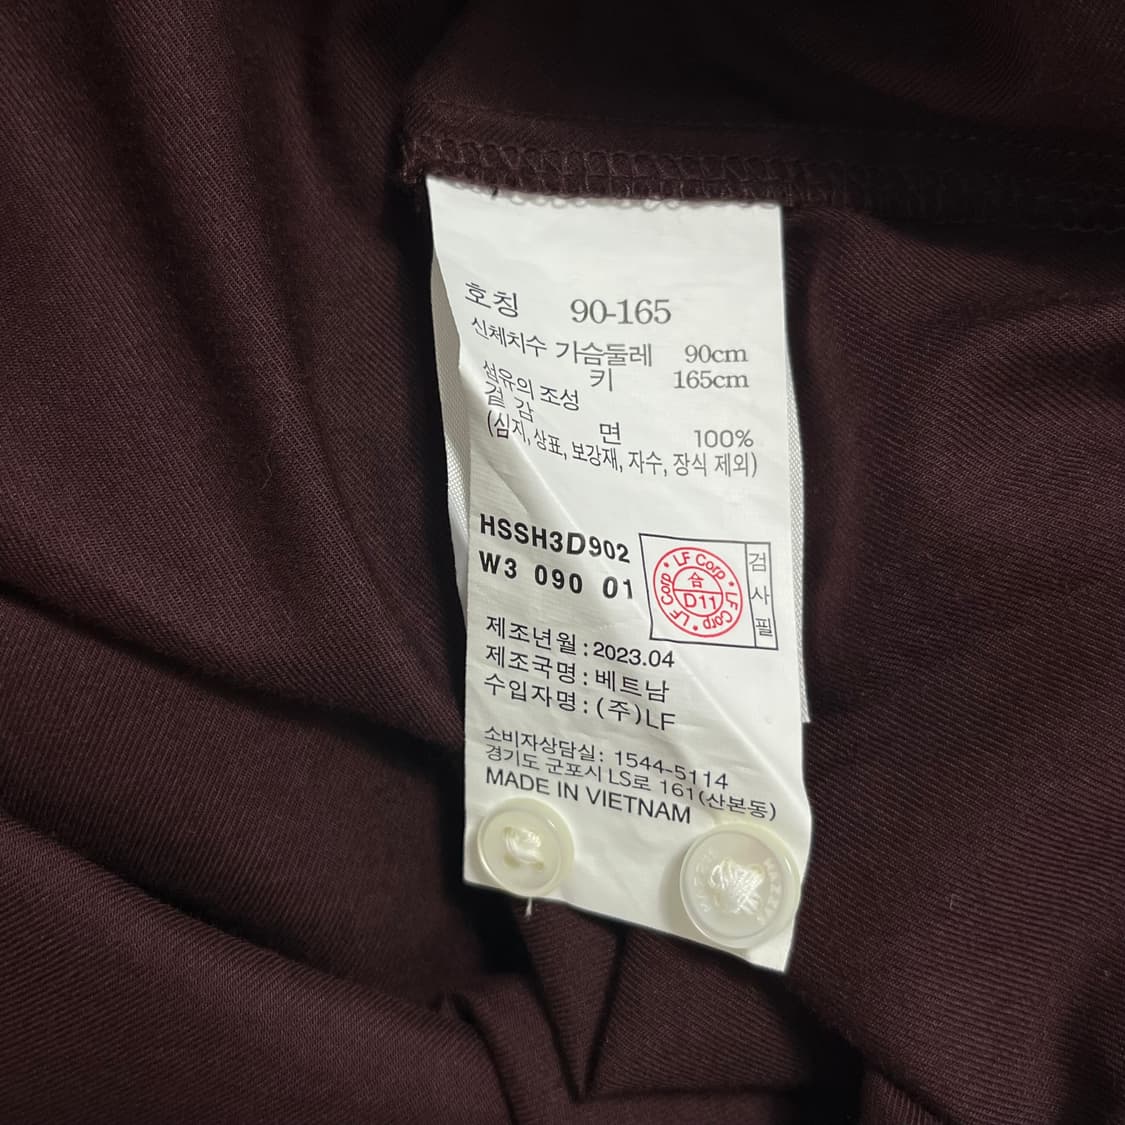 호칭 90-165
신체치수 가슴둘레 90cm
키 165cm
섬유의 조성
겉 감
면 100%
(심지, 상표, 보강재, 자수, 장식 제외)
HSSH3D902
W3 090 01
LF Corp • LF Corp • LF Corp •
合
D11
검사필
제조년월 : 2023.04
제조국명 : 베트남
수입자명 : (주)LF
소비자상담실: 1544-5114
경기도 군포시 LS로 161(산본동)
MADE IN VIETNAM